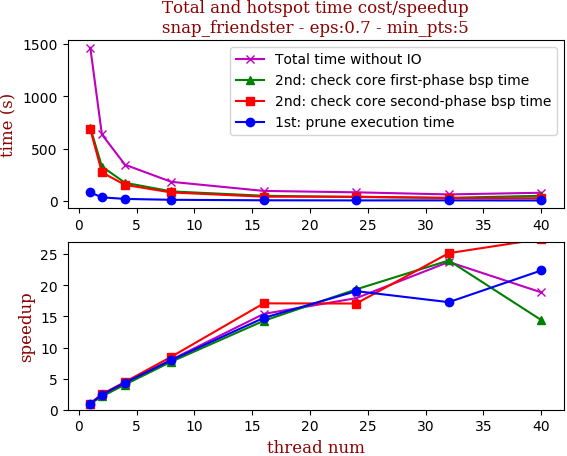 Total and hotspot time cost/speedup
snap_friendster - eps:0.7 - min_pts:5
time (s)
1500
1000
500
0
Total time without IO
2nd: check core first-phase bsp time
2nd: check core second-phase bsp time
1st: prune execution time
0 5 10 15 20 25 30 35 40
speedup
25
20
15
10
5
0
0 5 10 15 20 25 30 35 40
thread num